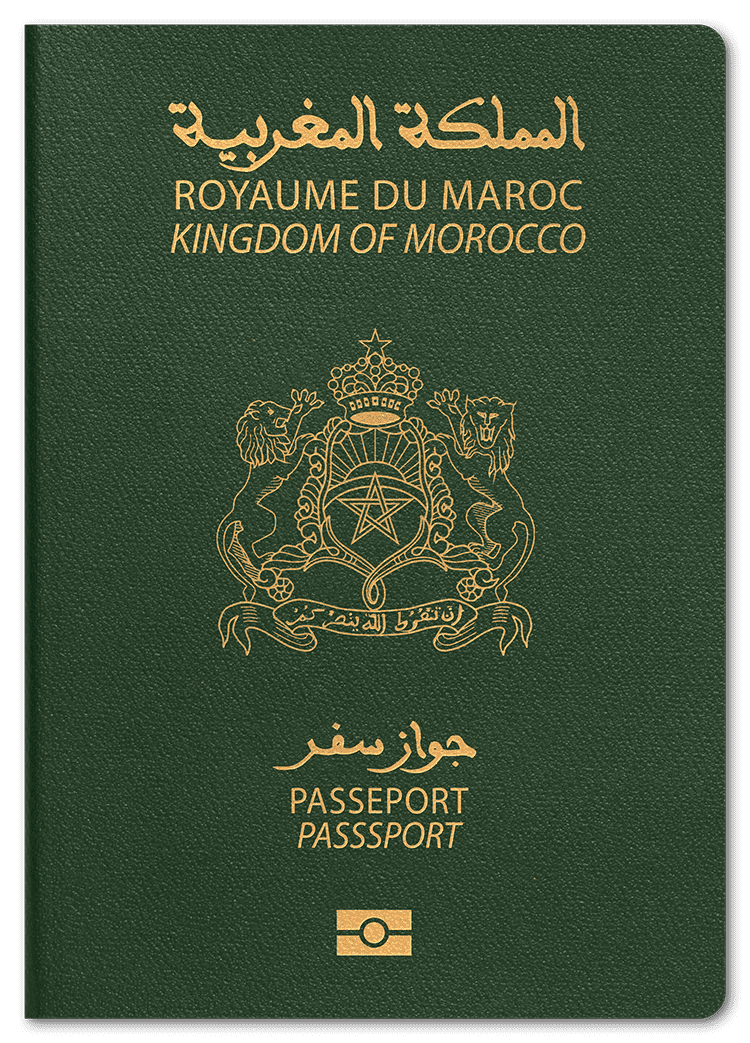 المملكة المغربية
ROYAUME DU MAROC
KINGDOM OF MOROCCO
إن تنصروا الله ينصركم
جواز سفر
PASSEPORT
PASSSPORT